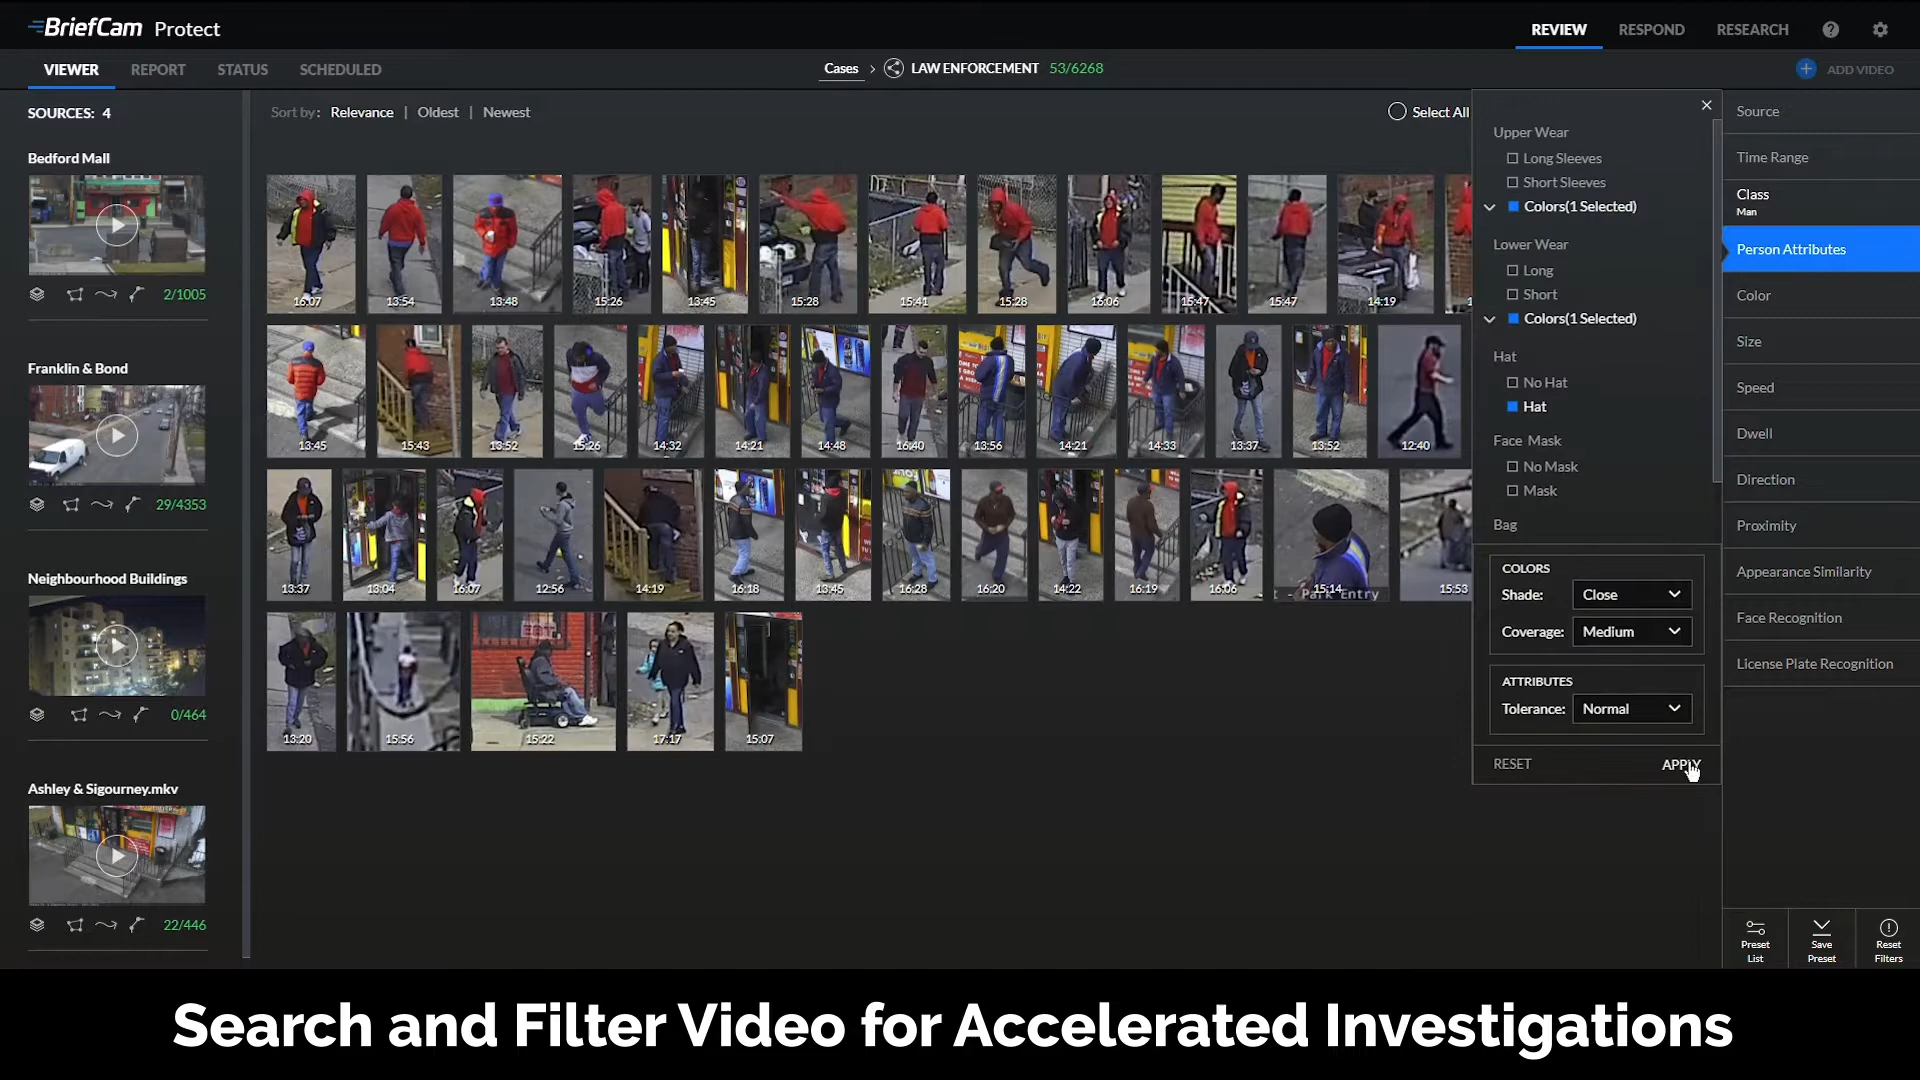 BriefCam Protect
REVIEW RESPOND RESEARCH ?
VIEWER REPORT STATUS SCHEDULED
Cases > LAW ENFORCEMENT 53/6268
+ ADD VIDEO
SOURCES: 4
Bedford Mall
2/1005
Franklin & Bond
29/4353
Neighbourhood Buildings
0/464
Ashley & Sigourney.mkv
22/446
Sort by: Relevance | Oldest | Newest
Select All
16:07 13:54 13:48 15:26 13:45 15:28 15:41 15:28 16:06 15:47 15:47 14:19
13:45 15:43 13:52 15:26 14:32 14:21 14:48 16:40 13:56 14:21 14:33 13:37 13:52 12:40
13:37 13:04 16:07 12:56 14:19 16:18 13:45 16:28 16:20 14:22 16:19 16:06 15:14 15:53
- Park Entry
13:20 15:56 15:22 17:17 15:07
Upper Wear
Long Sleeves
Short Sleeves
Colors(1 Selected)
Lower Wear
Long
Short
Colors(1 Selected)
Hat
No Hat
Hat
Face Mask
No Mask
Mask
Bag
COLORS
Shade: Close
Coverage: Medium
ATTRIBUTES
Tolerance: Normal
RESET APPLY
Source
Time Range
Class
Man
Person Attributes
Color
Size
Speed
Dwell
Direction
Proximity
Appearance Similarity
Face Recognition
License Plate Recognition
Preset List
Save Preset
Reset Filters
Search and Filter Video for Accelerated Investigations